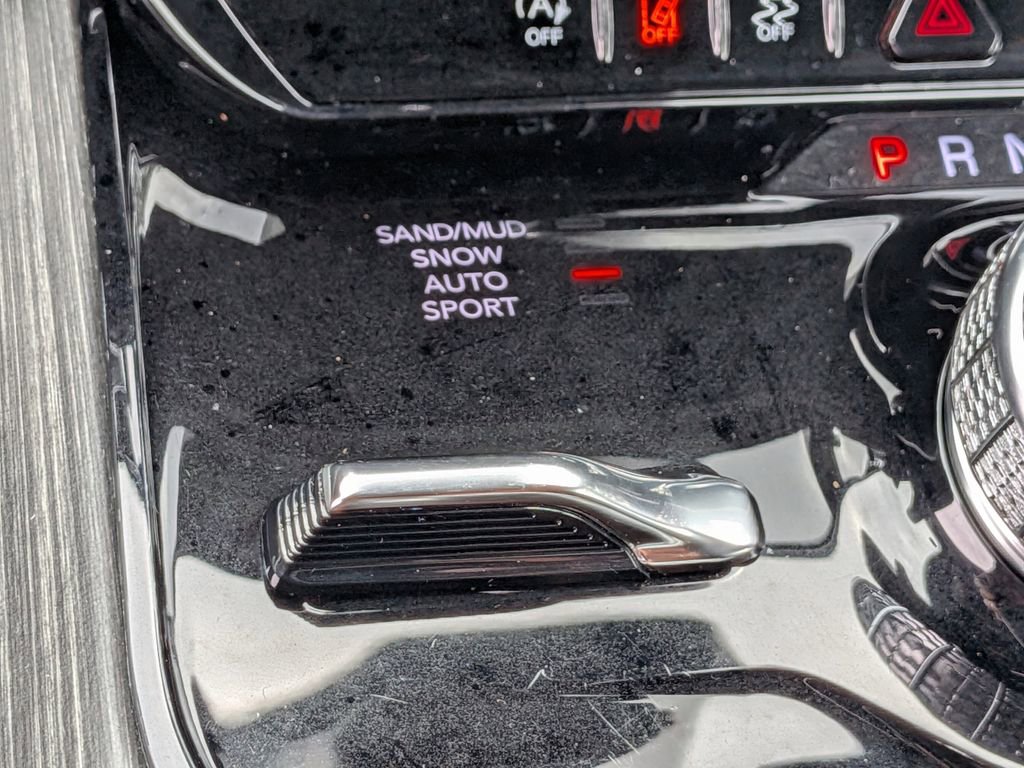 (A) OFF
OFF
OFF
P R N
SAND/MUD
SNOW
AUTO
SPORT